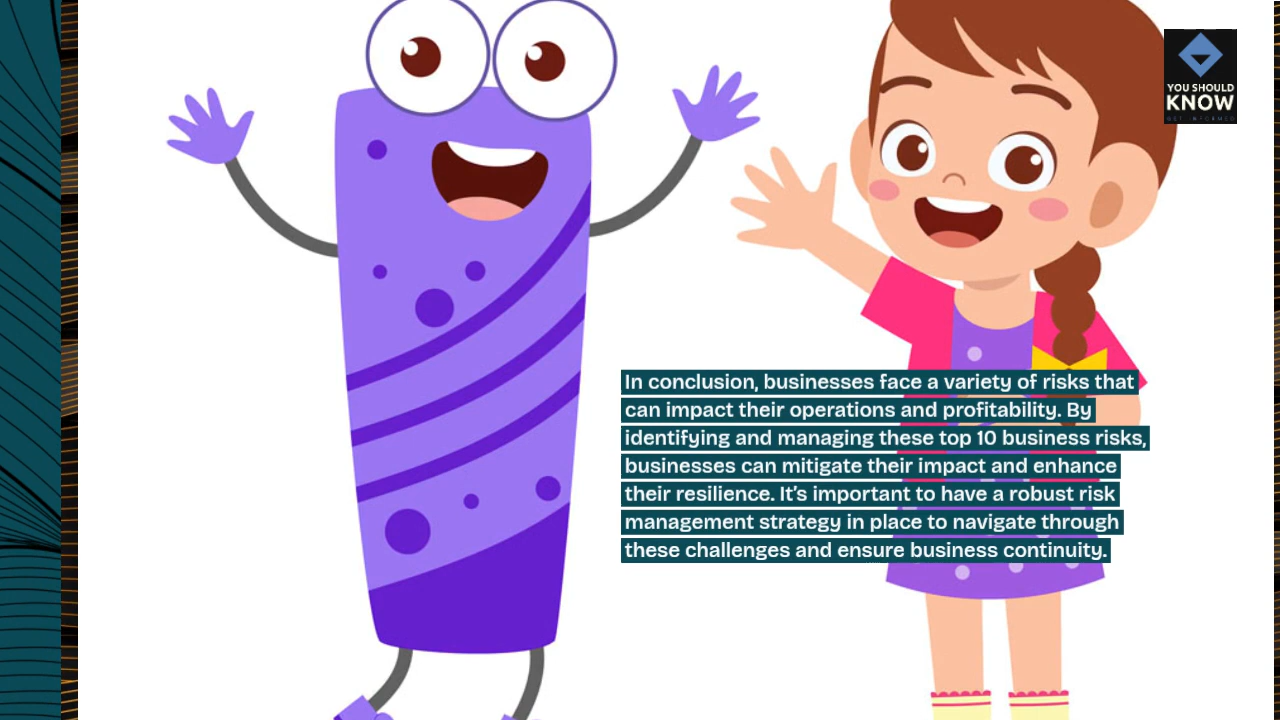 YOU SHOULD
KNOW
GET INFORMED
In conclusion, businesses face a variety of risks that
can impact their operations and profitability. By
identifying and managing these top 10 business risks,
businesses can mitigate their impact and enhance
their resilience. It's important to have a robust risk
management strategy in place to navigate through
these challenges and ensure business continuity.